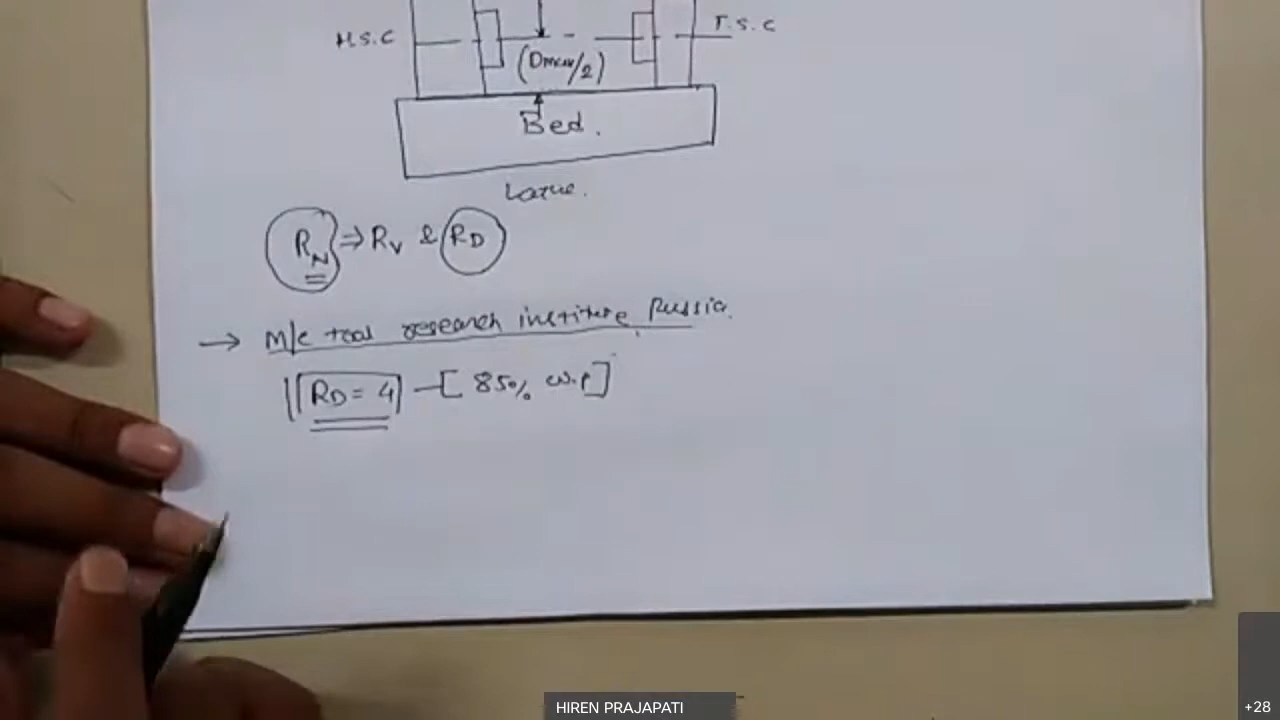 H.S.C T.S.C
(Dmax/2)
Bed.
Lathe.
RN ⇒ RV & RD
→ M/c tool research institute Russia.
RD = 4 - [85% w.p]
HIREN PRAJAPATI
+28